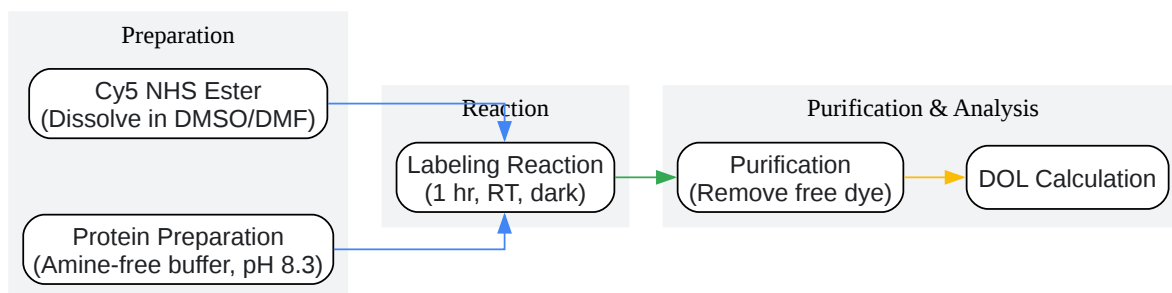 Preparation
Cy5 NHS Ester
(Dissolve in DMSO/DMF)
Protein Preparation
(Amine-free buffer, pH 8.3)
Reaction
Labeling Reaction
(1 hr, RT, dark)
Purification & Analysis
Purification
(Remove free dye)
DOL Calculation